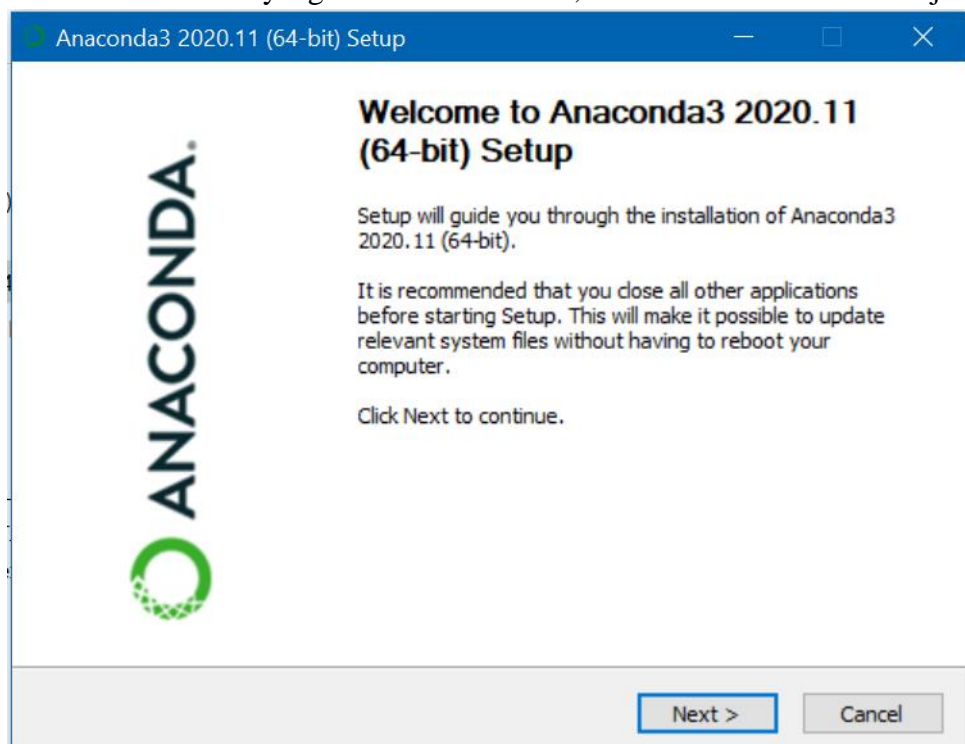 Anaconda3 2020.11 (64-bit) Setup
ANACONDA.
Welcome to Anaconda3 2020.11
(64-bit) Setup
Setup will guide you through the installation of Anaconda3
2020.11 (64-bit).
It is recommended that you close all other applications
before starting Setup. This will make it possible to update
relevant system files without having to reboot your
computer.
Click Next to continue.
Next >
Cancel